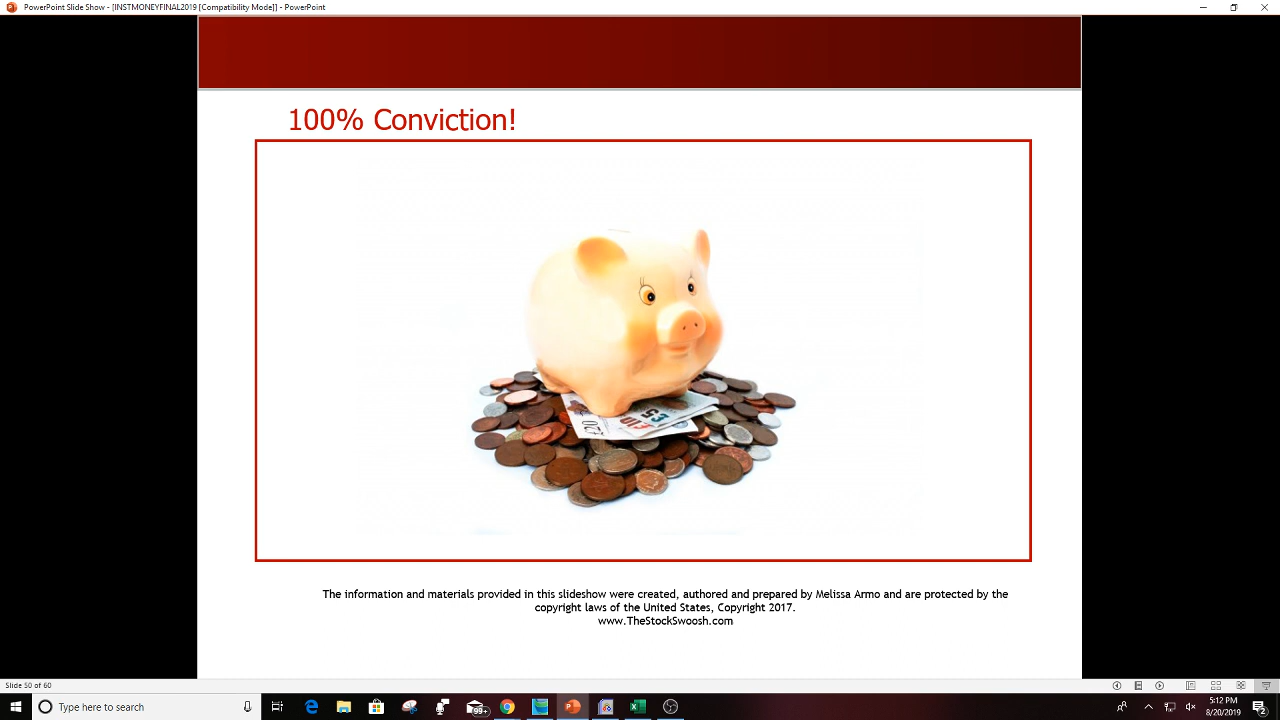 PowerPoint Slide Show - [INSTMONEYFINAL2019 [Compatibility Mode]] - PowerPoint
100% Conviction!
The information and materials provided in this slideshow were created, authored and prepared by Melissa Armo and are protected by the
copyright laws of the United States, Copyright 2017.
www.TheStockSwoosh.com
Slide 50 of 60
Type here to search
99+
5:12 PM
8/20/2019
2